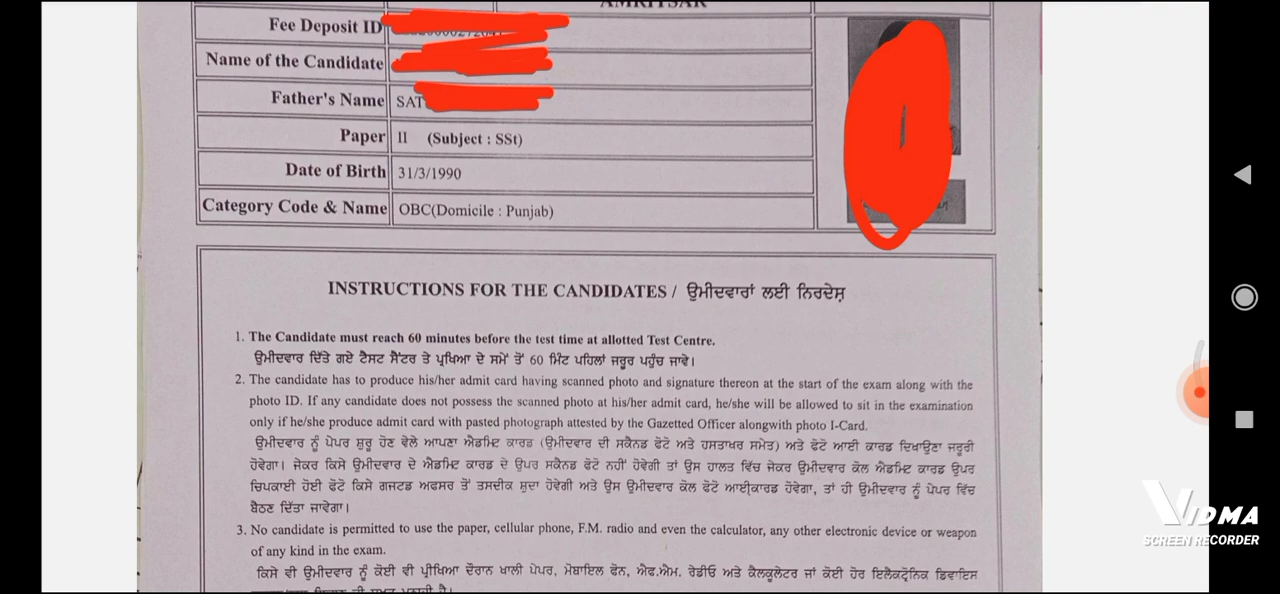 AMRITSAR
Fee Deposit ID
Name of the Candidate
Father's Name SAT
Paper II (Subject : SSt)
Date of Birth 31/3/1990
Category Code & Name OBC(Domicile : Punjab)
INSTRUCTIONS FOR THE CANDIDATES / ਉਮੀਦਵਾਰਾਂ ਲਈ ਨਿਰਦੇਸ਼
1. The Candidate must reach 60 minutes before the test time at allotted Test Centre.
ਉਮੀਦਵਾਰ ਦਿੱਤੇ ਗਏ ਟੈਸਟ ਸੈਂਟਰ ਤੇ ਪ੍ਰਖਿਆ ਦੇ ਸਮੇਂ ਤੋਂ 60 ਮਿੰਟ ਪਹਿਲਾਂ ਜਰੂਰ ਪਹੁੰਚ ਜਾਵੇ।
2. The candidate has to produce his/her admit card having scanned photo and signature thereon at the start of the exam along with the
photo ID. If any candidate does not possess the scanned photo at his/her admit card, he/she will be allowed to sit in the examination
only if he/she produce admit card with pasted photograph attested by the Gazetted Officer alongwith photo I-Card.
ਉਮੀਦਵਾਰ ਨੂੰ ਪੇਪਰ ਸ਼ੁਰੂ ਹੋਣ ਵੇਲੇ ਆਪਣਾ ਐਡਮਿਟ ਕਾਰਡ (ਉਮੀਦਵਾਰ ਦੀ ਸਕੈਨਡ ਫੋਟੋ ਅਤੇ ਹਸਤਾਖਰ ਸਮੇਤ) ਅਤੇ ਫੋਟੋ ਆਈ ਕਾਰਡ ਦਿਖਾਉਣਾ ਜਰੂਰੀ
ਹੋਵੇਗਾ। ਜੇਕਰ ਕਿਸੇ ਉਮੀਦਵਾਰ ਦੇ ਐਡਮਿਟ ਕਾਰਡ ਦੇ ਉਪਰ ਸਕੈਨਡ ਫੋਟੋ ਨਹੀਂ ਹੋਵੇਗੀ ਤਾਂ ਉਸ ਹਾਲਤ ਵਿੱਚ ਜੇਕਰ ਉਮੀਦਵਾਰ ਕੋਲ ਐਡਮਿਟ ਕਾਰਡ ਉਪਰ
ਚਿਪਕਾਈ ਹੋਈ ਫੋਟੋ ਕਿਸੇ ਗਜਟਡ ਅਫਸਰ ਤੋਂ ਤਸਦੀਕ ਸ਼ੁਦਾ ਹੋਵੇਗੀ ਅਤੇ ਉਸ ਉਮੀਦਵਾਰ ਕੋਲ ਫੋਟੋ ਆਈਕਾਰਡ ਹੋਵੇਗਾ, ਤਾਂ ਹੀ ਉਮੀਦਵਾਰ ਨੂੰ ਪੇਪਰ ਵਿੱਚ
ਬੈਠਣ ਦਿੱਤਾ ਜਾਵੇਗਾ।
3. No candidate is permitted to use the paper, cellular phone, F.M. radio and even the calculator, any other electronic device or weapon
of any kind in the exam.
ਕਿਸੇ ਵੀ ਉਮੀਦਵਾਰ ਨੂੰ ਕੋਈ ਵੀ ਪ੍ਰੀਖਿਆ ਦੌਰਾਨ ਖਾਲੀ ਪੇਪਰ, ਮੋਬਾਇਲ ਫੋਨ, ਐਫ.ਐਮ. ਰੇਡੀਓ ਅਤੇ ਕੈਲਕੂਲੇਟਰ ਜਾਂ ਕੋਈ ਹੋਰ ਇਲੈਕਟ੍ਰੋਨਿਕ ਡਿਵਾਇਸ
VIDMA
SCREEN RECORDER